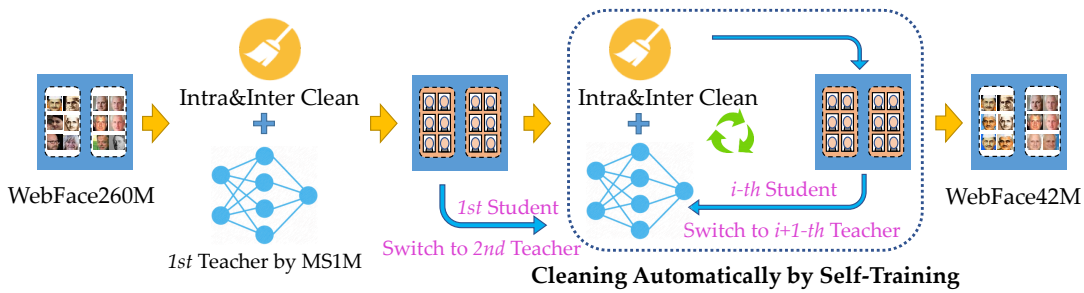 WebFace260M
Intra&Inter Clean
1st Teacher by MS1M
1st Student
Switch to 2nd Teacher
Intra&Inter Clean
i-th Student
Switch to i+1-th Teacher
Cleaning Automatically by Self-Training
WebFace42M